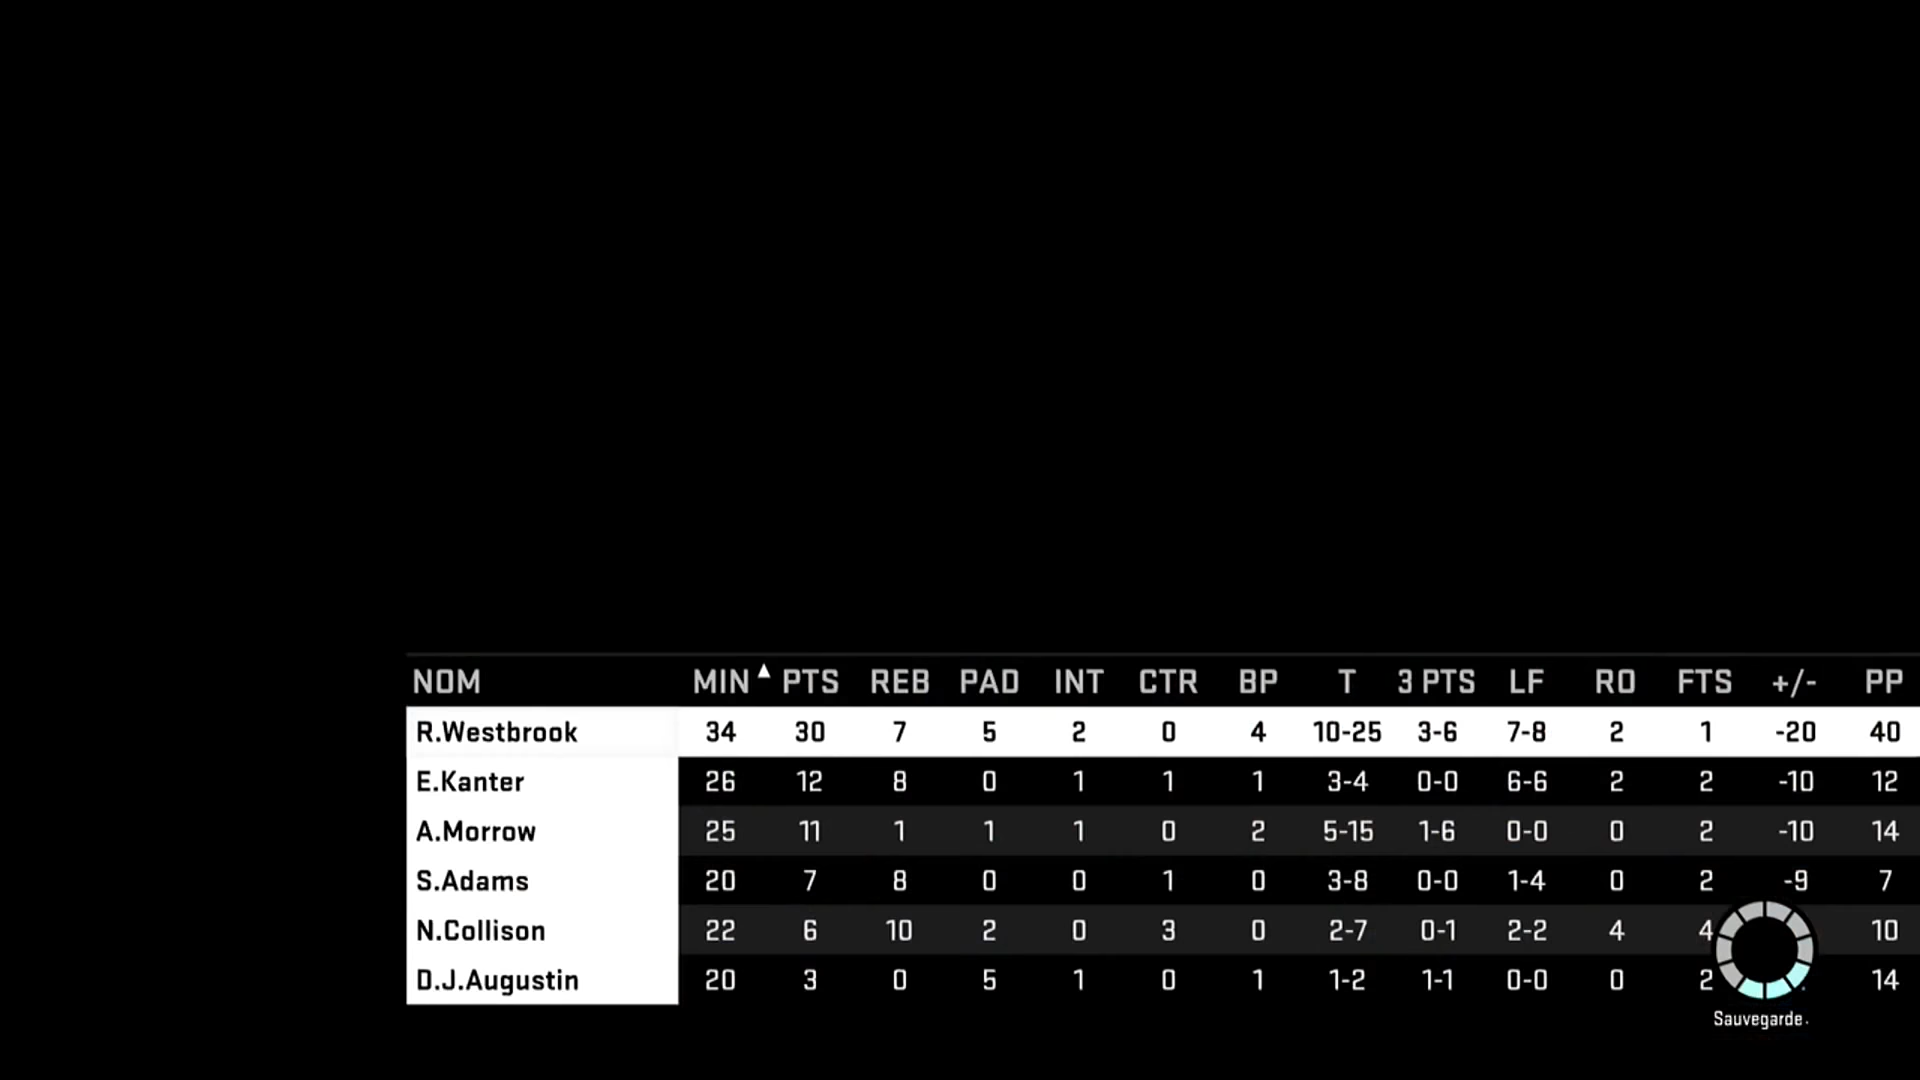 NOM MIN ▲ PTS REB PAD INT CTR BP T 3 PTS LF RO FTS +/- PP
R.Westbrook 34 30 7 5 2 0 4 10-25 3-6 7-8 2 1 -20 40
E.Kanter 26 12 8 0 1 1 1 3-4 0-0 6-6 2 2 -10 12
A.Morrow 25 11 1 1 1 0 2 5-15 1-6 0-0 0 2 -10 14
S.Adams 20 7 8 0 0 1 0 3-8 0-0 1-4 0 2 -9 7
N.Collison 22 6 10 2 0 3 0 2-7 0-1 2-2 4 4 10
D.J.Augustin 20 3 0 5 1 0 1 1-2 1-1 0-0 0 2 14
Sauvegarde.